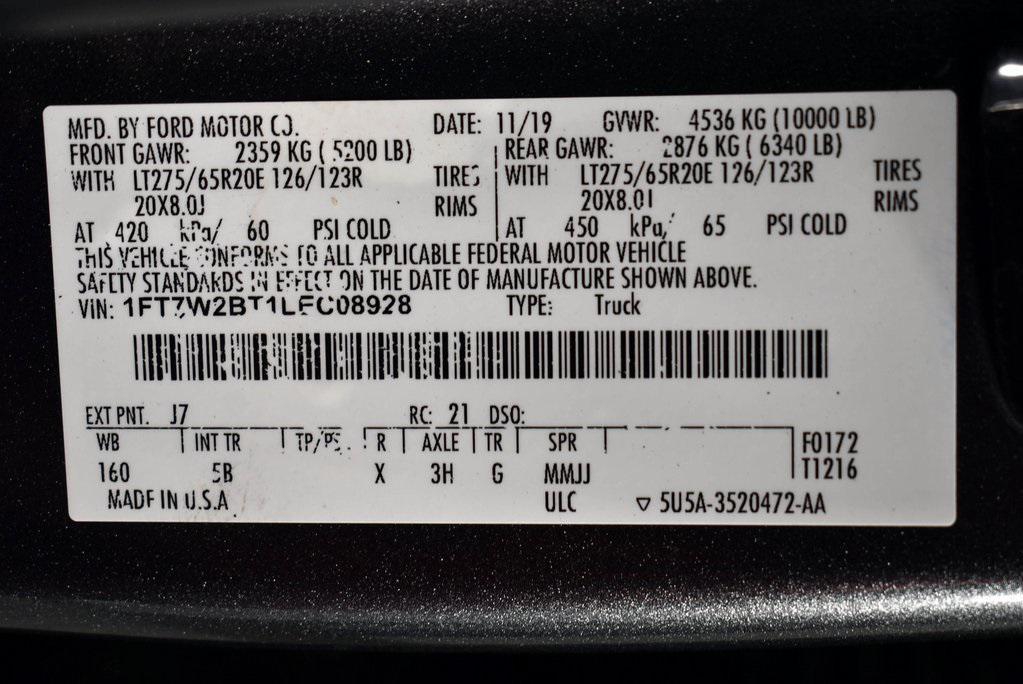 MFD. BY FORD MOTOR CO. DATE: 11/19 GVWR: 4536 KG (10000 LB)
FRONT GAWR: 2359 KG ( 5200 LB) REAR GAWR: 2876 KG ( 6340 LB)
WITH LT275/65R20E 126/123R TIRES WITH LT275/65R20E 126/123R TIRES
20X8.0J RIMS 20X8.0J RIMS
AT 420 kPa/ 60 PSI COLD AT 450 kPa/ 65 PSI COLD
THIS VEHICLE CONFORMS TO ALL APPLICABLE FEDERAL MOTOR VEHICLE
SAFETY STANDARDS IN EFFECT ON THE DATE OF MANUFACTURE SHOWN ABOVE.
VIN: 1FT7W2BT1LEC08928 TYPE: Truck
EXT PNT. J7 RC: 21 DSO:
WB INT TR TP/PS R AXLE TR SPR F0172
160 5B X 3H G MMJJ T1216
MADE IN U.S.A ULC ▽ 5U5A-3520472-AA